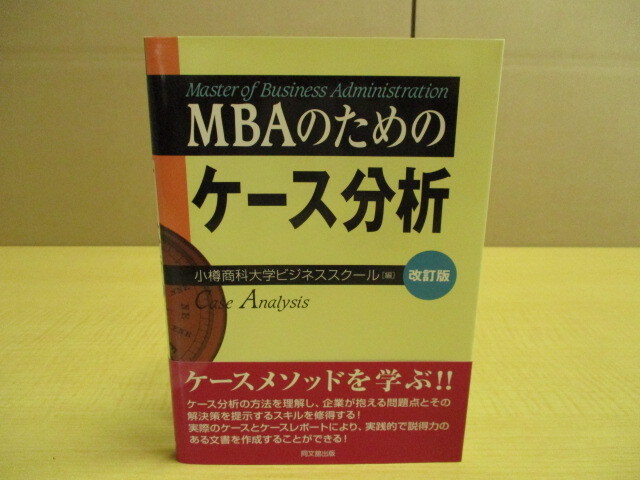 Master of Business Administration
MBAのための
ケース分析
小樽商科大学ビジネススクール[編]
改訂版
Case Analysis
ケースメソッドを学ぶ!!
ケース分析の方法を理解し、企業が抱える問題点とその
解決策を提示するスキルを修得する!
実際のケースとケースレポートにより、実践的で説得力の
ある文書を作成することができる!
同文舘出版